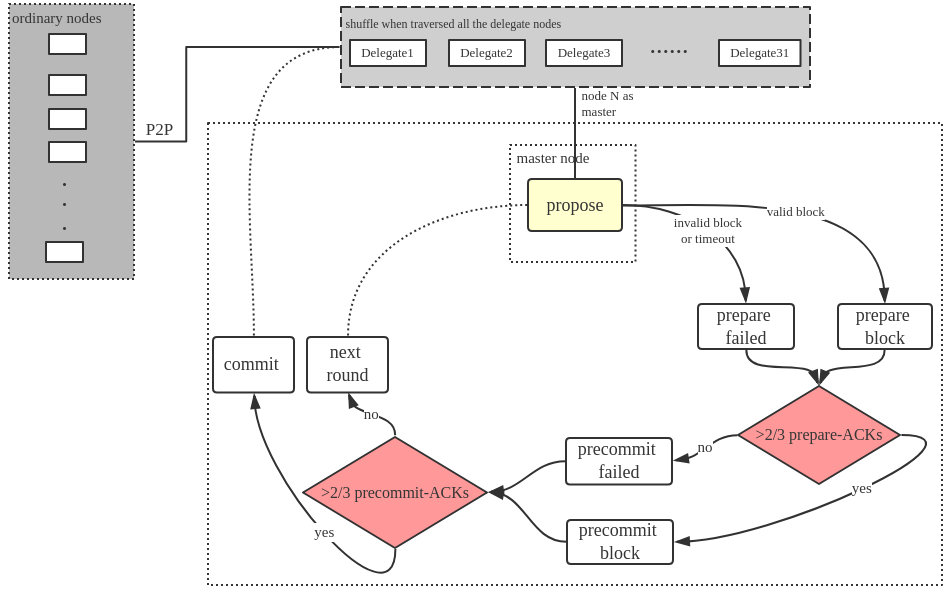 ordinary nodes
shuffle when traversed all the delegate nodes
Delegate1
Delegate2
Delegate3
......
Delegate31
P2P
node N as
master
master node
propose
invalid block
or timeout
valid block
prepare
failed
prepare
block
commit
next
round
no
>2/3 prepare-ACKs
no
precommit
failed
>2/3 precommit-ACKs
yes
yes
precommit
block